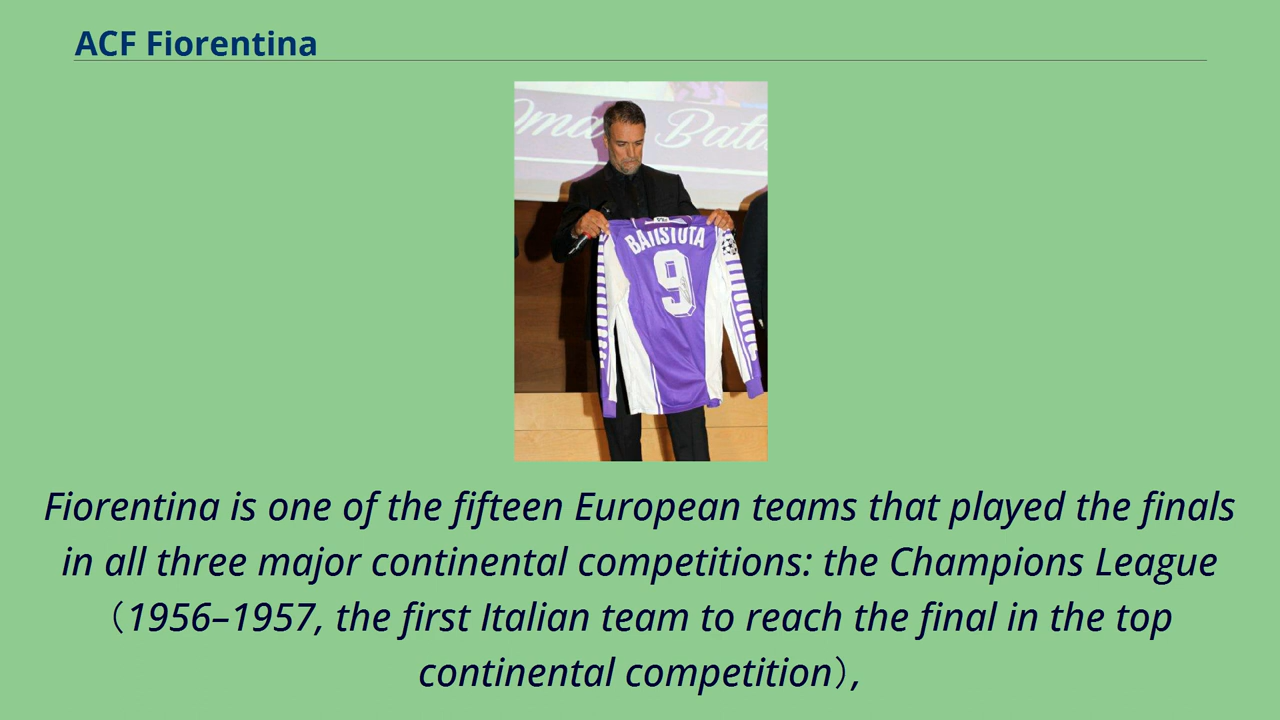 ACF Fiorentina
Oma Bati
BATISTUTA
9
Fiorentina is one of the fifteen European teams that played the finals
in all three major continental competitions: the Champions League
（1956–1957, the first Italian team to reach the final in the top
continental competition）,